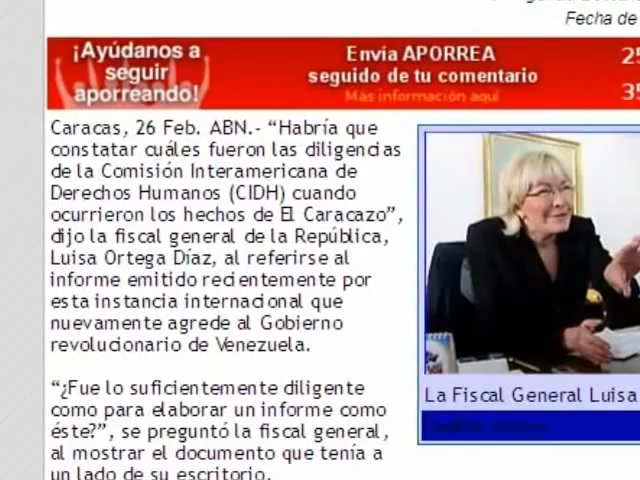 Fecha de
¡Ayúdanos a
seguir
aporreando!
Envía APORREA
seguido de tu comentario
Más información aquí
25
35
Caracas, 26 Feb. ABN.- “Habría que
constatar cuáles fueron las diligencias
de la Comisión Interamericana de
Derechos Humanos (CIDH) cuando
ocurrieron los hechos de El Caracazo”,
dijo la fiscal general de la República,
Luisa Ortega Díaz, al referirse al
informe emitido recientemente por
esta instancia internacional que
nuevamente agrede al Gobierno
revolucionario de Venezuela.
“¿Fue lo suficientemente diligente
como para elaborar un informe como
éste?”, se preguntó la fiscal general,
al mostrar el documento que tenía a
un lado de su escritorio.
La Fiscal General Luisa